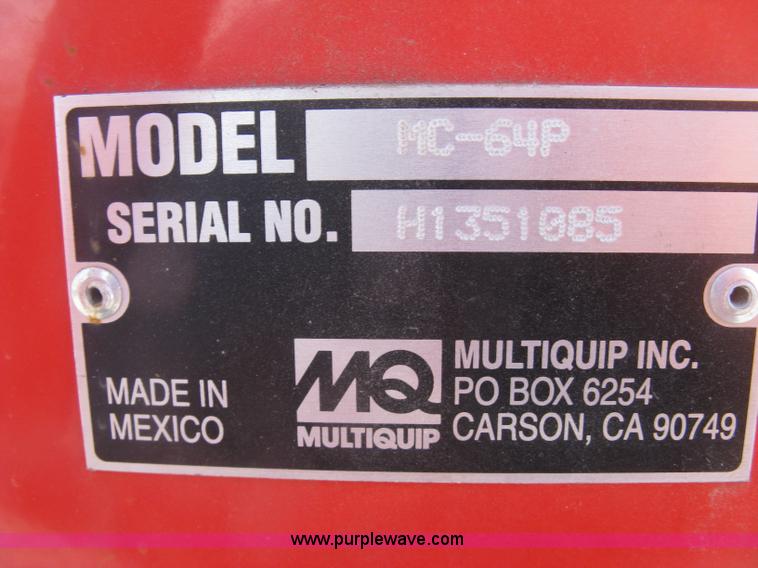 MODEL MC-64P
SERIAL NO. H1351085
MADE IN
MEXICO
MQ
MULTIQUIP
MULTIQUIP INC.
PO BOX 6254
CARSON, CA 90749
www.purplewave.com